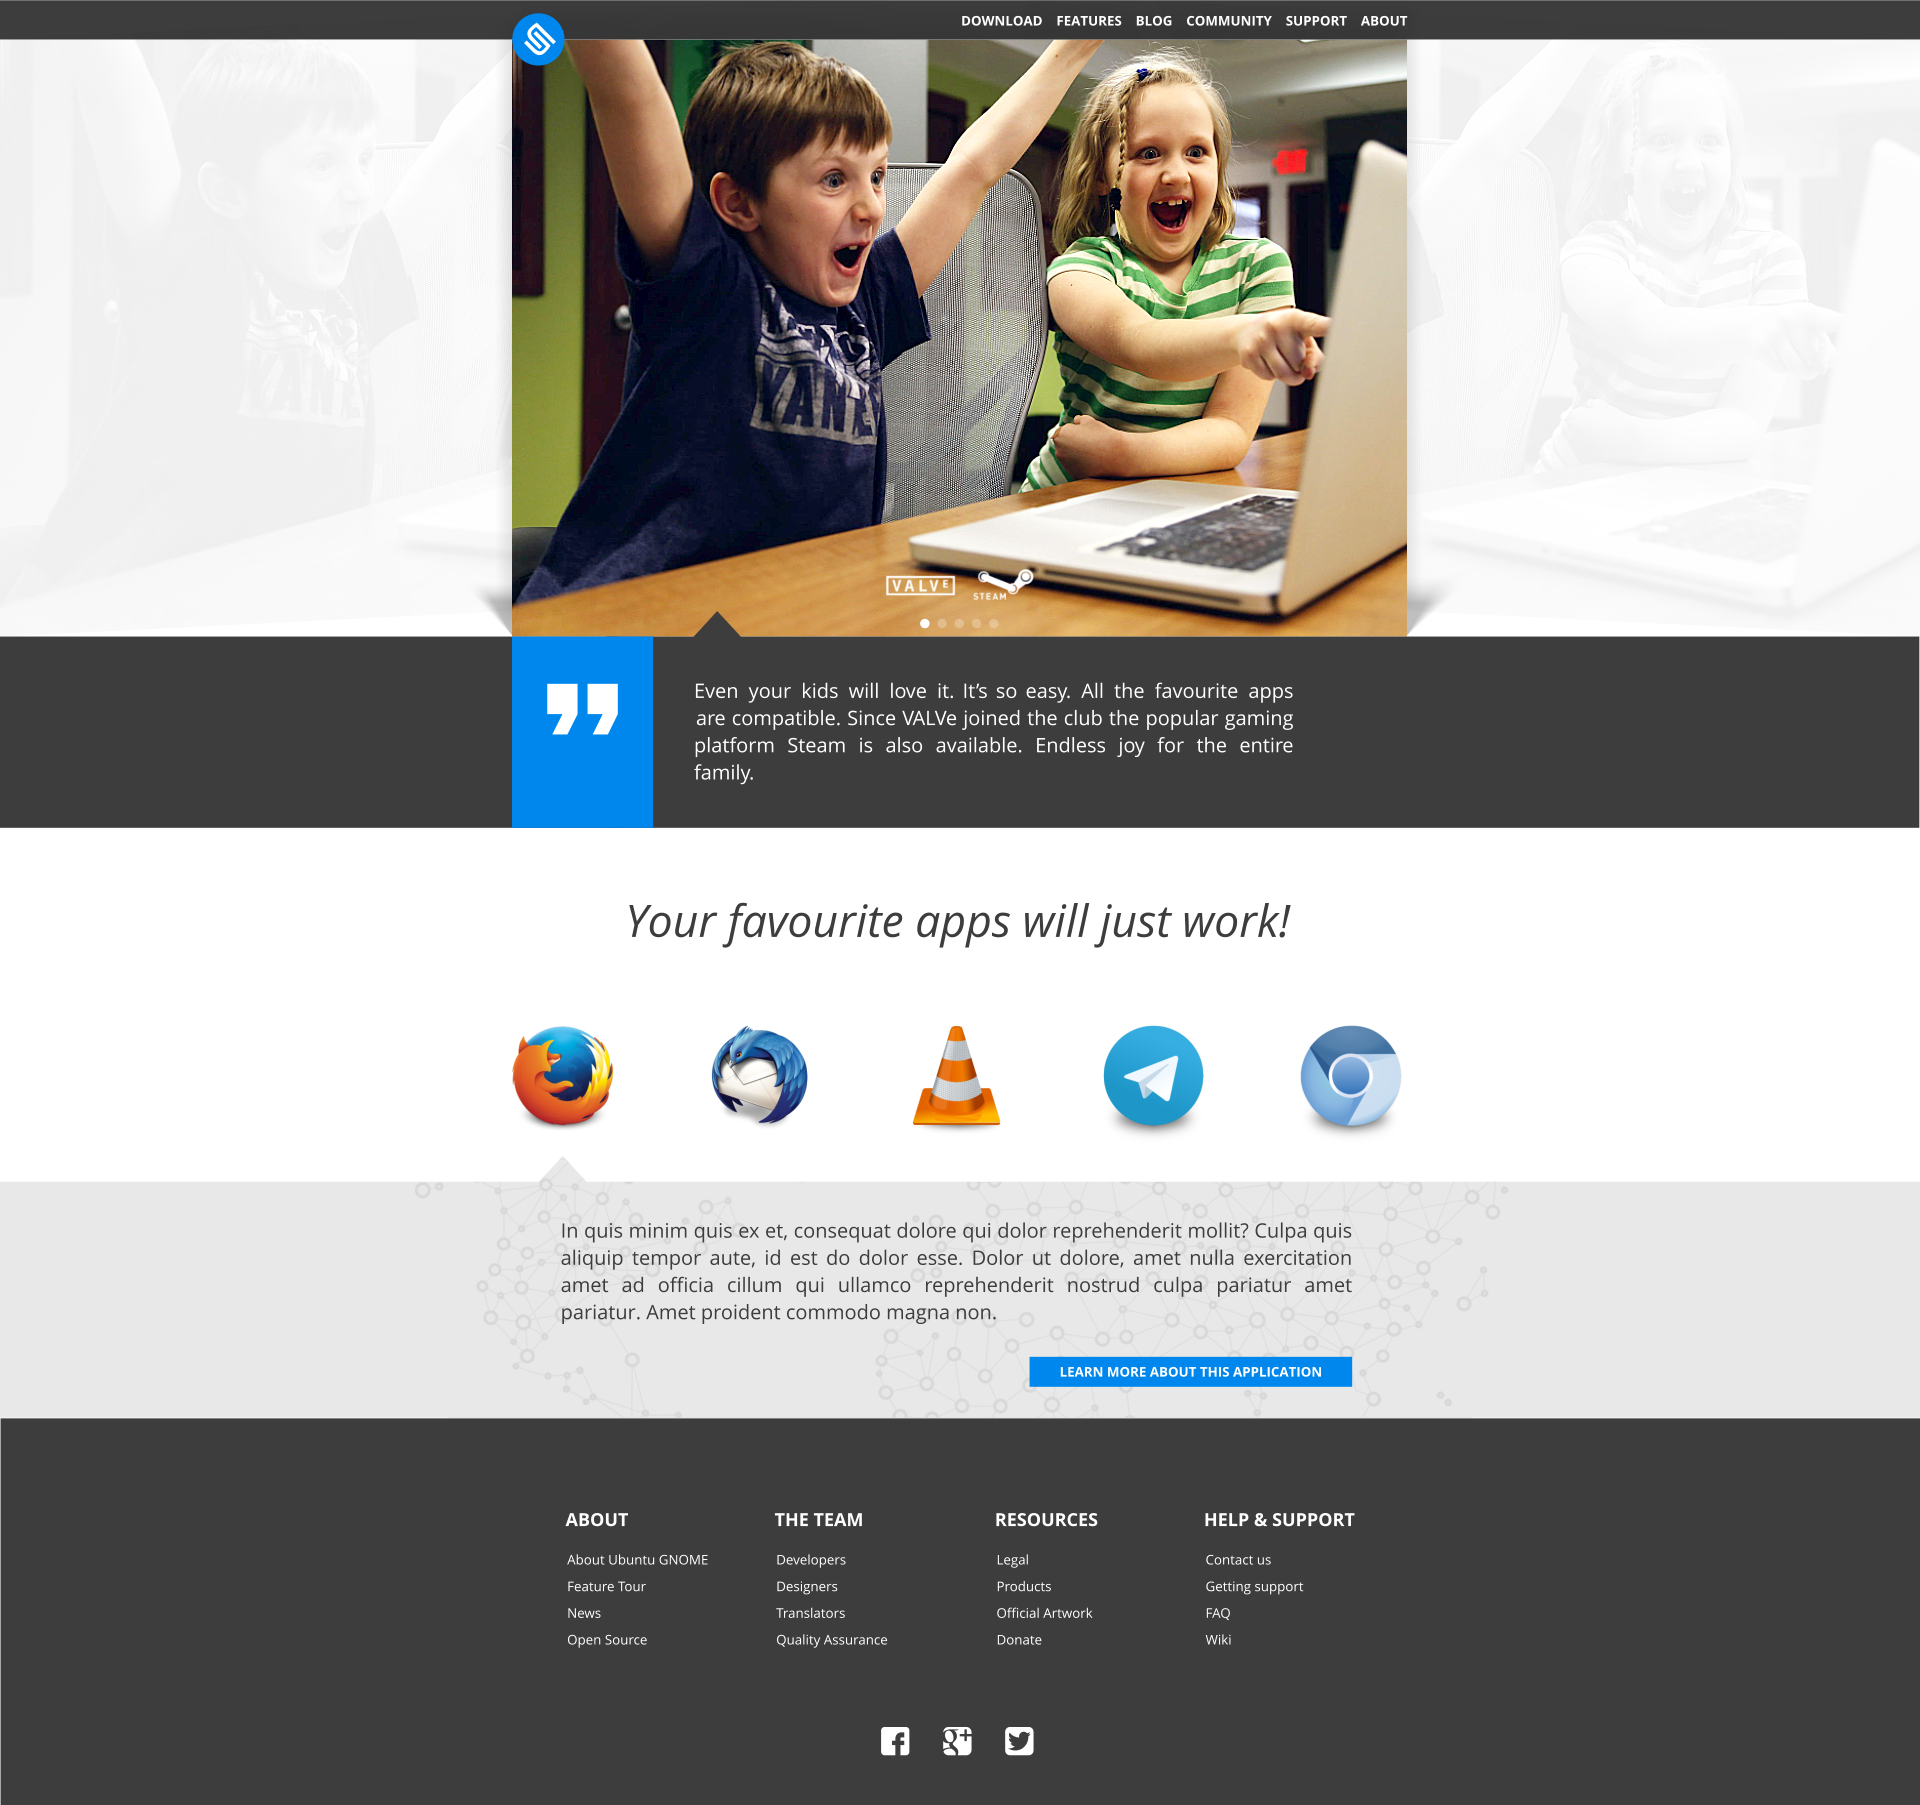 DOWNLOAD FEATURES BLOG COMMUNITY SUPPORT ABOUT
VALVE
STEAM
Even your kids will love it. It's so easy. All the favourite apps
are compatible. Since VALVe joined the club the popular gaming
platform Steam is also available. Endless joy for the entire
family.
Your favourite apps will just work!
In quis minim quis ex et, consequat dolore qui dolor reprehenderit mollit? Culpa quis
aliquip tempor aute, id est do dolor esse. Dolor ut dolore, amet nulla exercitation
amet ad officia cillum qui ullamco reprehenderit nostrud culpa pariatur amet
pariatur. Amet proident commodo magna non.
LEARN MORE ABOUT THIS APPLICATION
ABOUT
About Ubuntu GNOME
Feature Tour
News
Open Source
THE TEAM
Developers
Designers
Translators
Quality Assurance
RESOURCES
Legal
Products
Official Artwork
Donate
HELP & SUPPORT
Contact us
Getting support
FAQ
Wiki